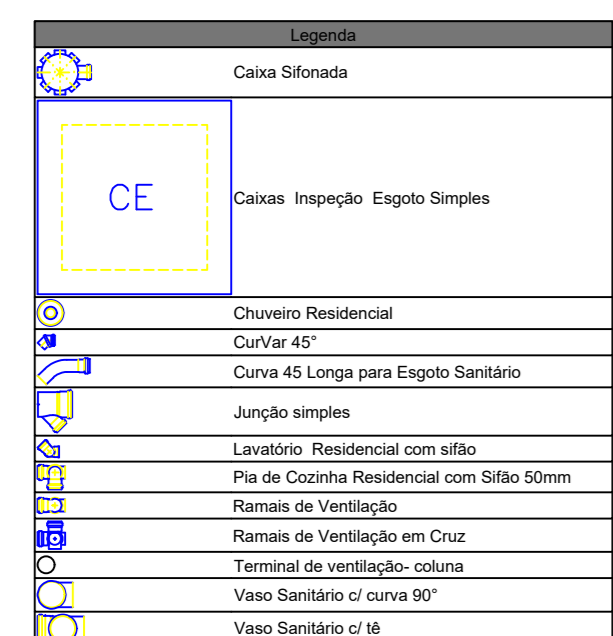 Legenda
Caixa Sifonada
CE
Caixas Inspeção Esgoto Simples
Chuveiro Residencial
CurVar 45°
Curva 45 Longa para Esgoto Sanitário
Junção simples
Lavatório Residencial com sifão
Pia de Cozinha Residencial com Sifão 50mm
Ramais de Ventilação
Ramais de Ventilação em Cruz
Terminal de ventilação- coluna
Vaso Sanitário c/ curva 90°
Vaso Sanitário c/ tê